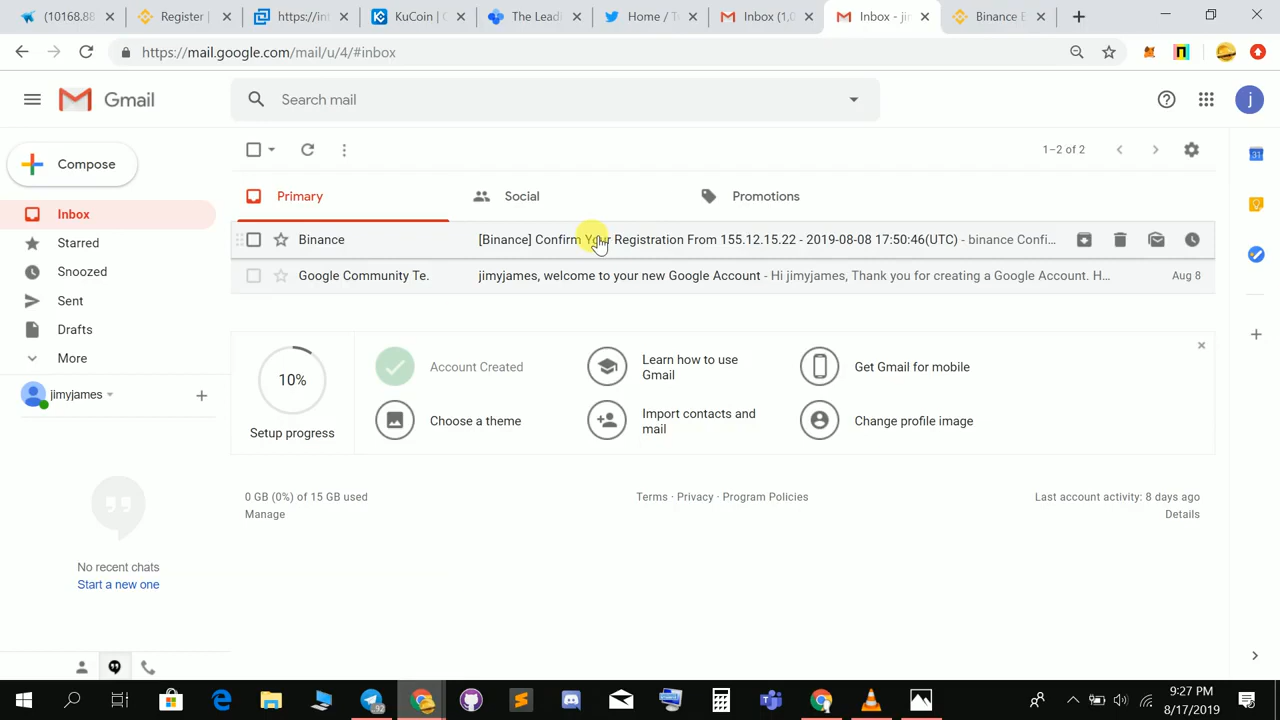 (10168.88
Register |
https://in
KuCoin | C
The Leadi
Home / T
Inbox (1,0
Inbox - jin
Binance E
https://mail.google.com/mail/u/4/#inbox
Gmail
Search mail
j
Compose
1–2 of 2
31
Primary
Social
Promotions
Inbox
Binance
[Binance] Confirm Your Registration From 155.12.15.22 - 2019-08-08 17:50:46(UTC) - binance Confi...
Starred
Google Community Te.
jimyjames, welcome to your new Google Account - Hi jimyjames, Thank you for creating a Google Account. H...
Aug 8
Snoozed
Sent
Drafts
More
jimyjames
10%
Setup progress
Account Created
Learn how to use
Gmail
Get Gmail for mobile
Choose a theme
Import contacts and
mail
Change profile image
0 GB (0%) of 15 GB used
Manage
Terms · Privacy · Program Policies
Last account activity: 8 days ago
Details
No recent chats
Start a new one
92
9:27 PM
8/17/2019